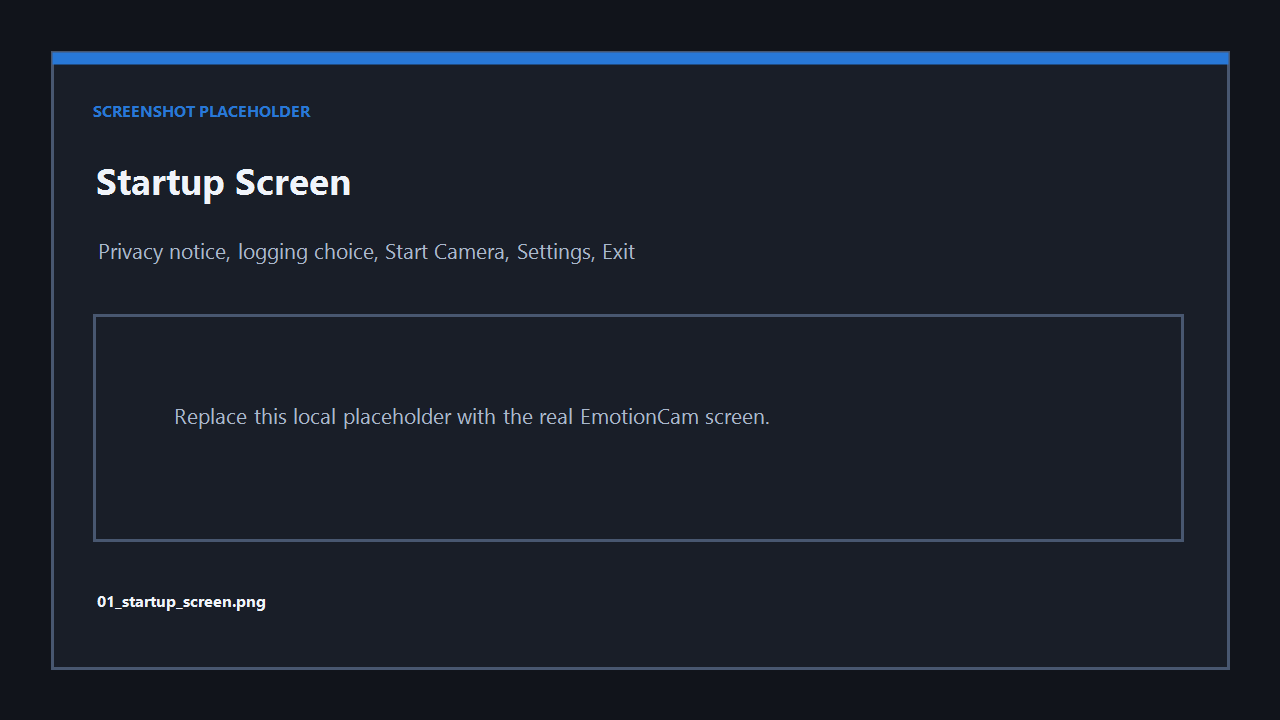 SCREENSHOT PLACEHOLDER
Startup Screen
Privacy notice, logging choice, Start Camera, Settings, Exit
Replace this local placeholder with the real EmotionCam screen.
01_startup_screen.png